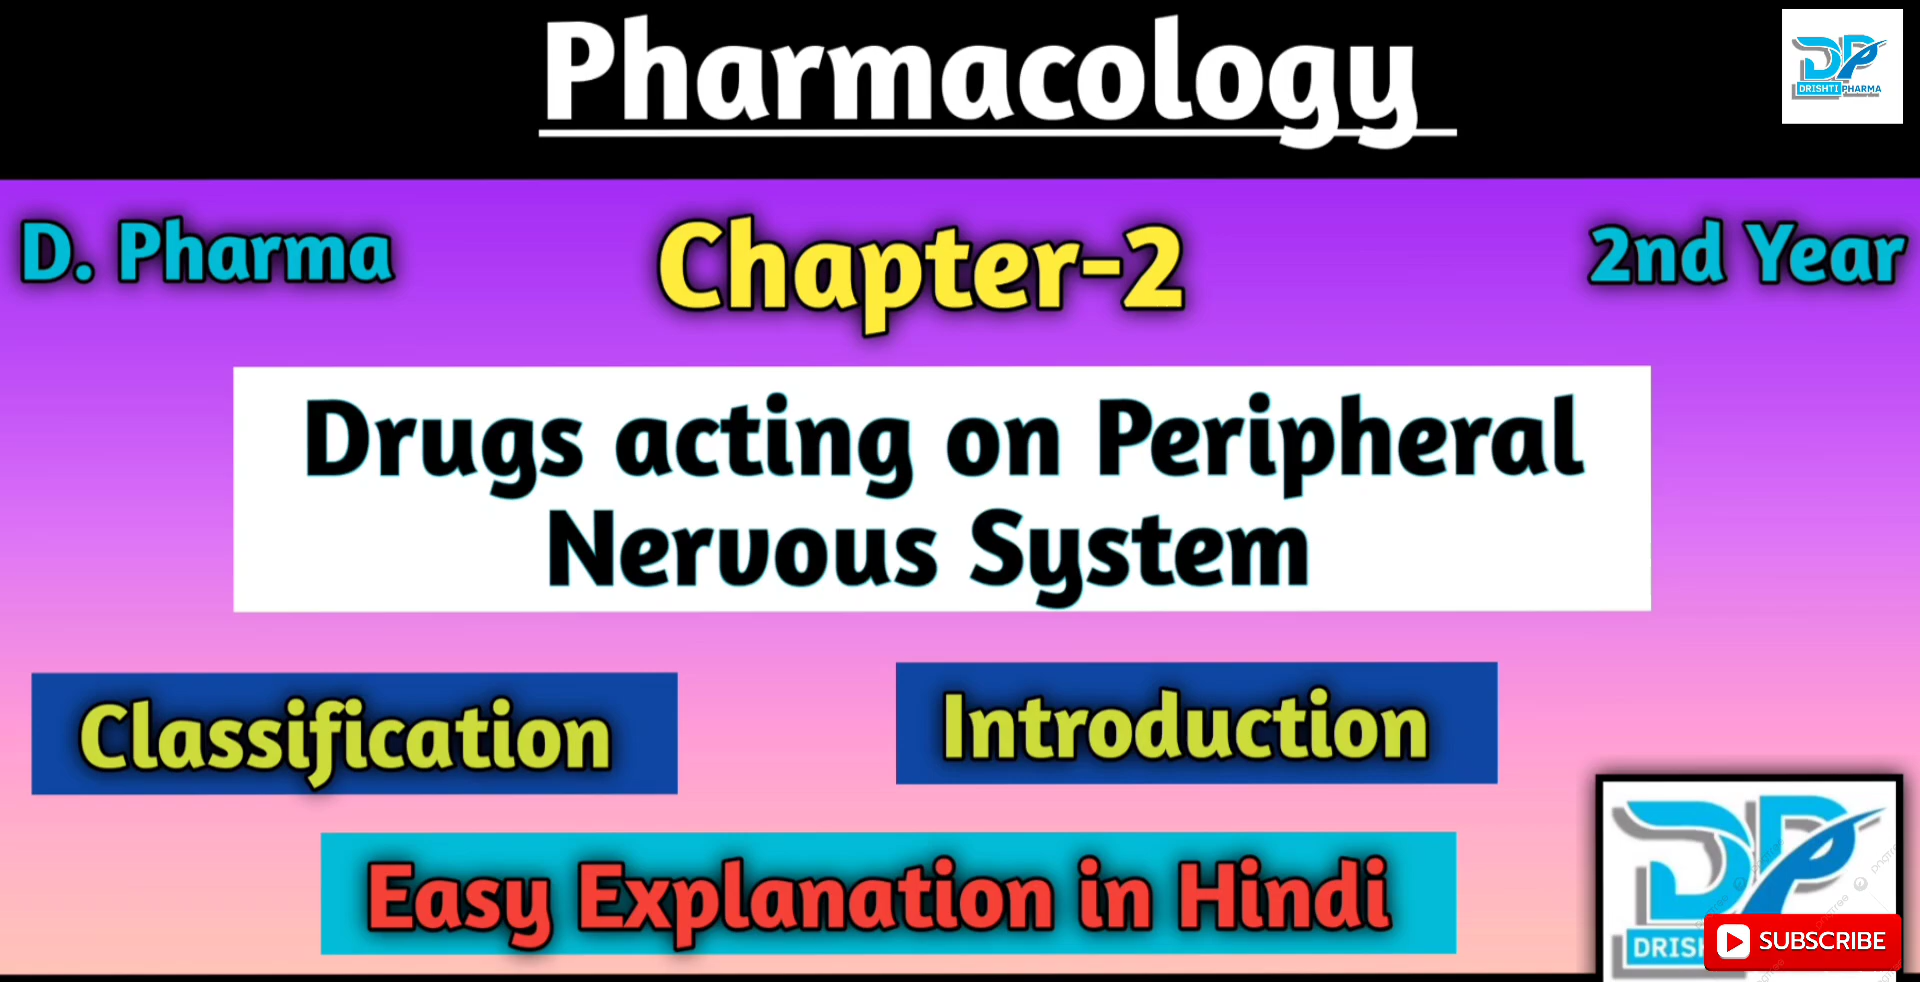 Pharmacology
DRISHTI PHARMA
D. Pharma
Chapter-2
2nd Year
Drugs acting on Peripheral
Nervous System
Classification
Introduction
Easy Explanation in Hindi
SUBSCRIBE